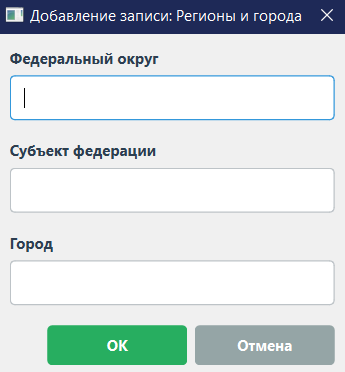 Добавление записи: Регионы и города
Федеральный округ
Субъект федерации
Город
ОК
Отмена